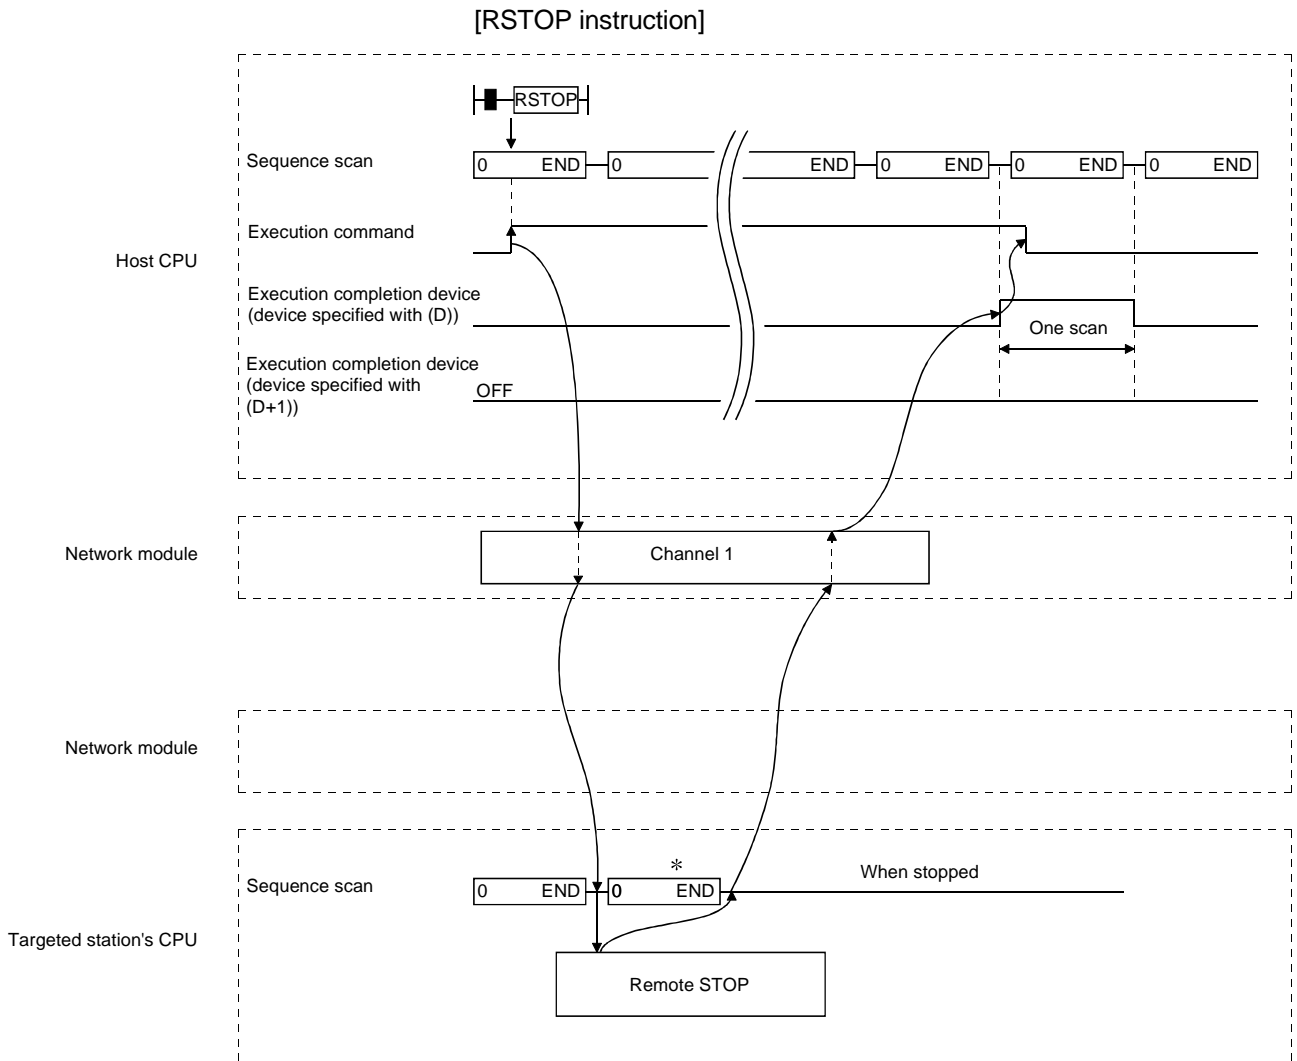 [RSTOP instruction]
RSTOP
Sequence scan
0 END 0 END 0 END 0 END 0 END
Execution command
Host CPU
Execution completion device
(device specified with (D))
One scan
Execution completion device
(device specified with
(D+1))
OFF
Network module
Channel 1
Network module
Sequence scan
0 END 0 END
*
When stopped
Targeted station's CPU
Remote STOP